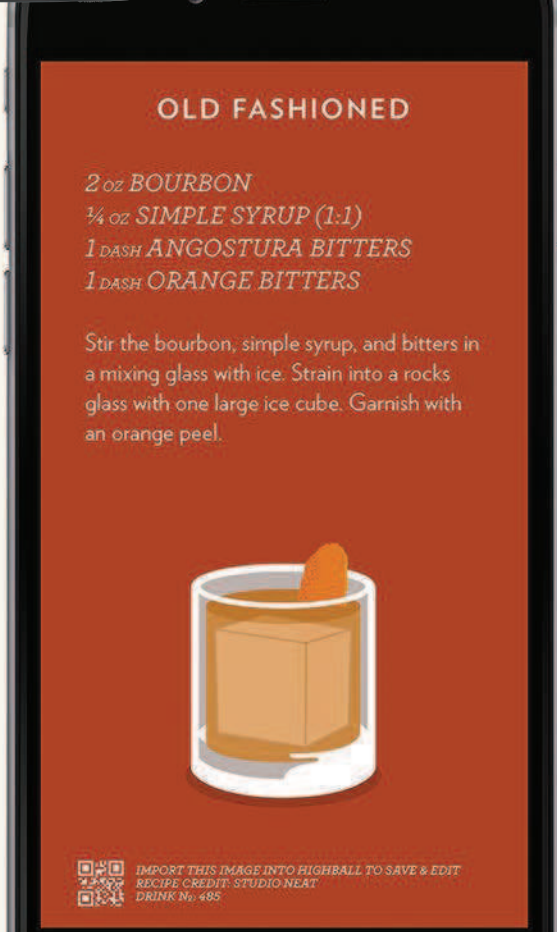 OLD FASHIONED
2 oz BOURBON
¼ oz SIMPLE SYRUP (1:1)
1 DASH ANGOSTURA BITTERS
1 DASH ORANGE BITTERS
Stir the bourbon, simple syrup, and bitters in
a mixing glass with ice. Strain into a rocks
glass with one large ice cube. Garnish with
an orange peel.
IMPORT THIS IMAGE INTO HIGHBALL TO SAVE & EDIT
RECIPE CREDIT: STUDIO NEAT
DRINK Nº: 485